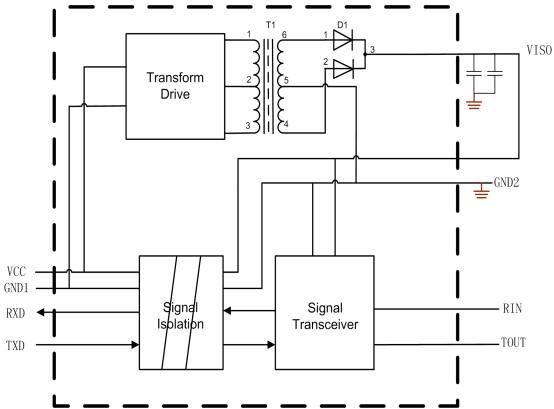 T1
D1
1
6
1
3
VISO
Transform
Drive
2
5
2
3
4
GND2
VCC
GND1
RXD
TXD
Signal
Isolation
Signal
Transceiver
RIN
TOUT